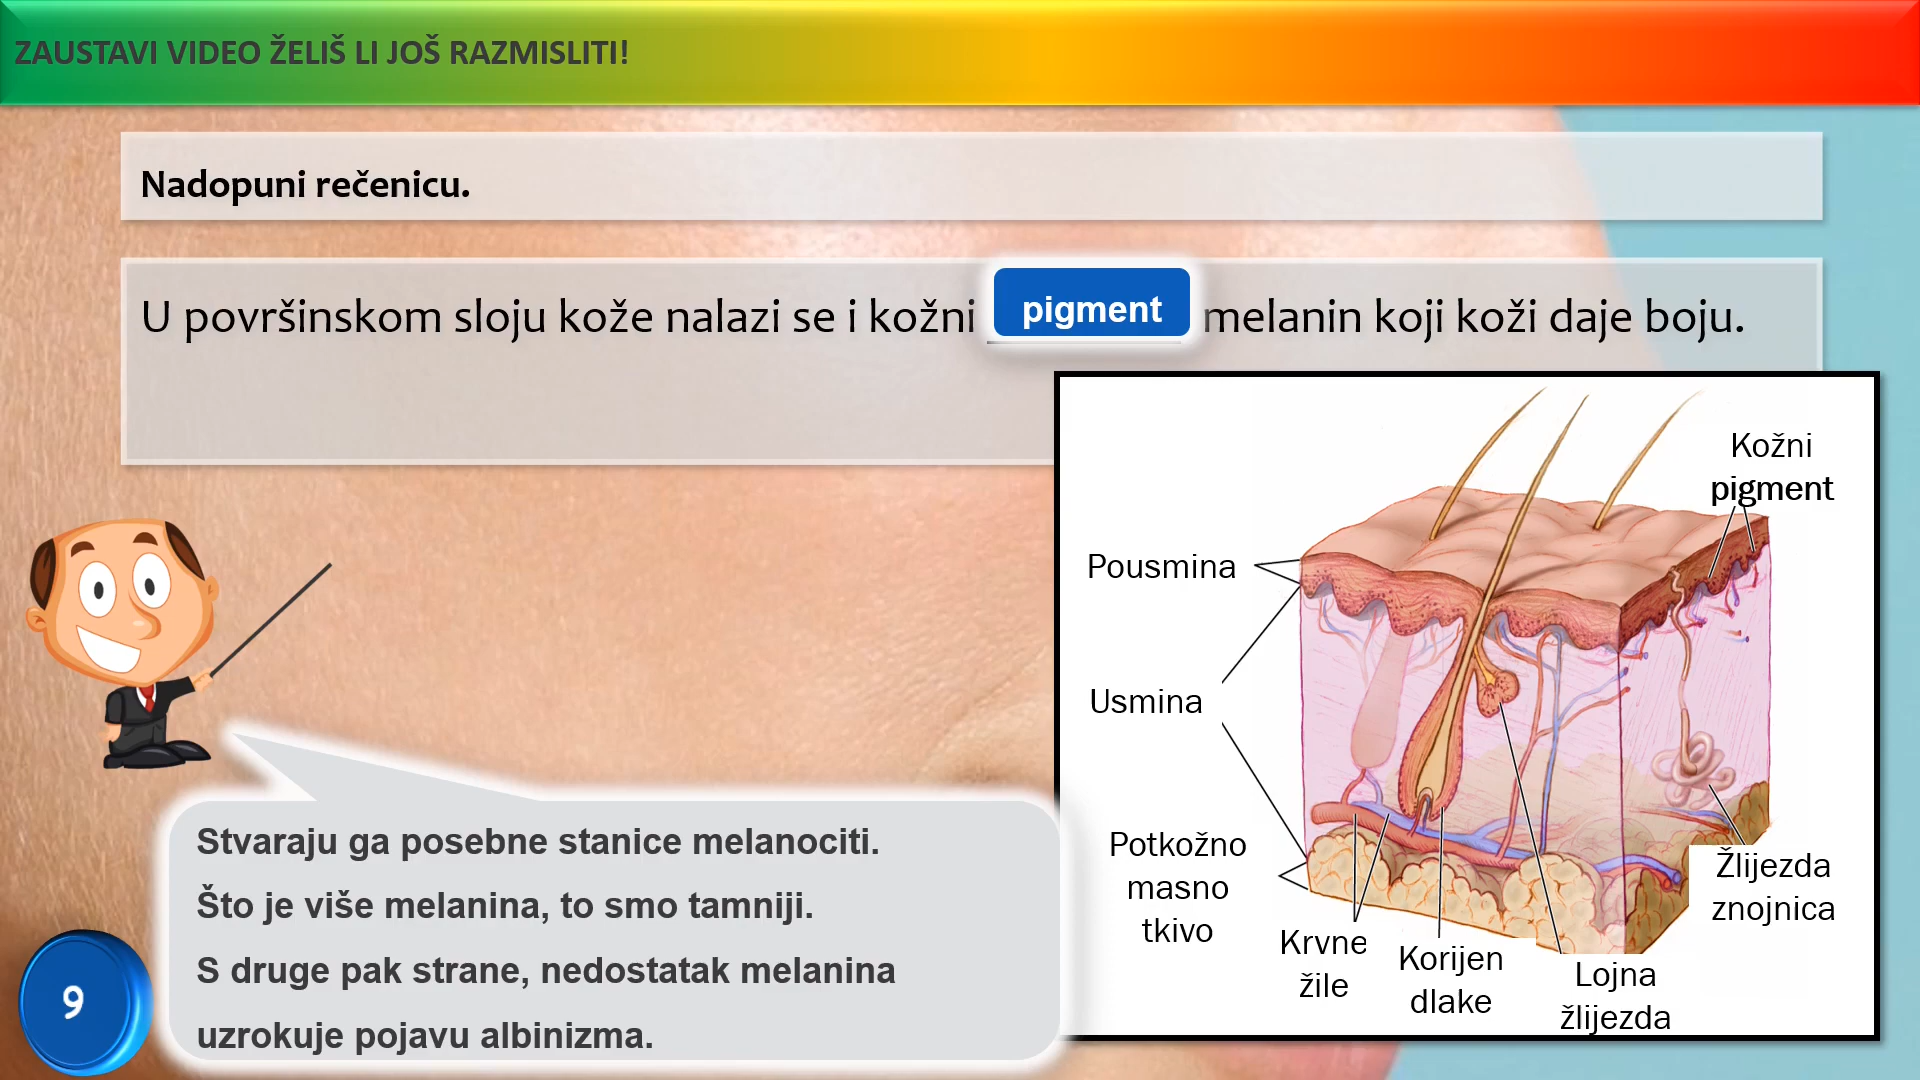 ZAUSTAVI VIDEO ŽELIŠ LI JOŠ RAZMISLITI!
Nadopuni rečenicu.
U površinskom sloju kože nalazi se i kožni pigment melanin koji koži daje boju.
Kožni
pigment
Pousmina
Usmina
Potkožno
masno
tkivo
Krvne
žile
Korijen
dlake
Lojna
žlijezda
Žlijezda
znojnica
Stvaraju ga posebne stanice melanociti.
Što je više melanina, to smo tamniji.
S druge pak strane, nedostatak melanina
uzrokuje pojavu albinizma.
9